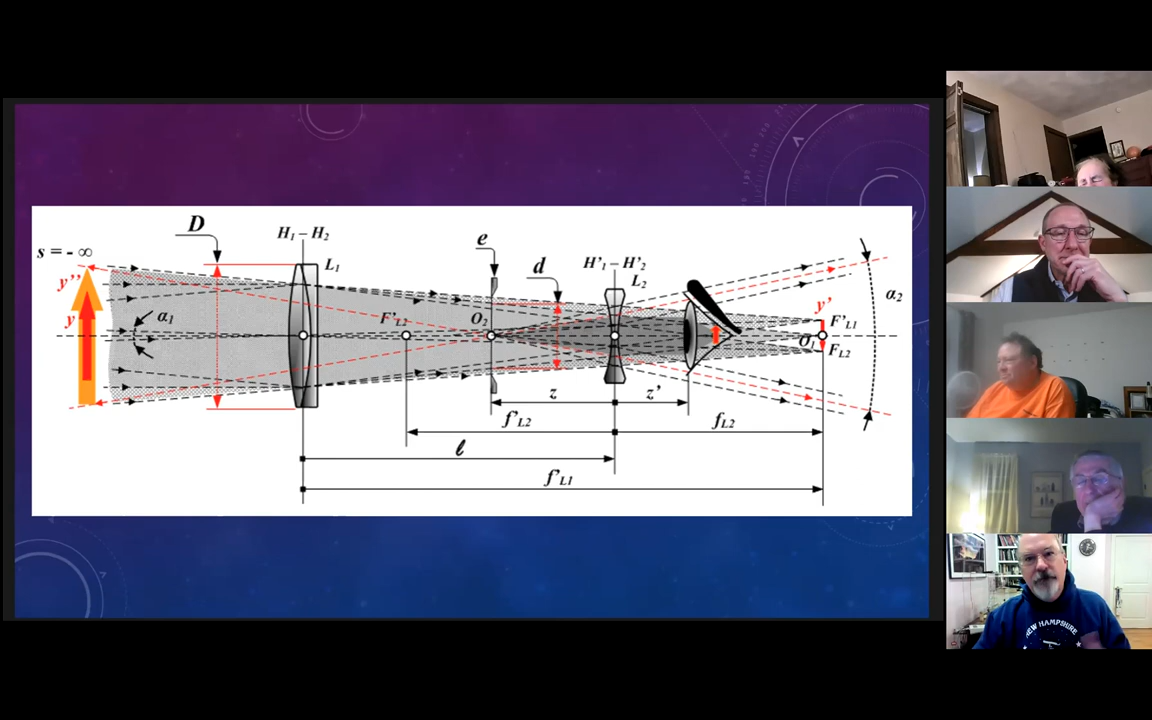 s = - ∞
D
H₁ – H₂
L₁
e
d
H'₁ – H'₂
L₂
y''
y
α₁
F'L2
O₂
y'
F'L1
O₁
FL2
α₂
z
z'
f'L2
fL2
ℓ
f'L1
NEW HAMPSHIRE